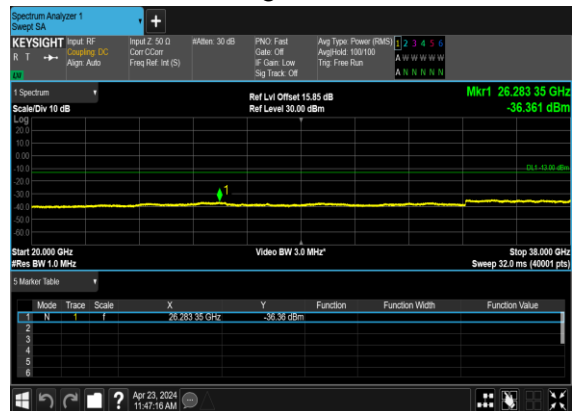 Spectrum Analyzer 1
Swept SA
+
KEYSIGHT Input: RF Input Z: 50 Ω #Atten: 30 dB PNO: Fast Avg Type: Power (RMS) 1 2 3 4 5 6
R T Coupling: DC Corr CCorr Gate: Off Avg|Hold: 100/100 A W W W W W
Align: Auto Freq Ref: Int (S) IF Gain: Low Trig: Free Run
Sig Track: Off A N N N N N
1 Spectrum Ref Lvl Offset 15.85 dB Mkr1 26.283 35 GHz
Scale/Div 10 dB Ref Level 30.00 dBm -36.361 dBm
Log
20.0
10.0
0.00
-10.0 DL1 -13.00 dBm
-20.0
-30.0 1
-40.0
-50.0
-60.0
Start 20.000 GHz Video BW 3.0 MHz* Stop 38.000 GHz
#Res BW 1.0 MHz Sweep 32.0 ms (40001 pts)
5 Marker Table
Mode Trace Scale X Y Function Function Width Function Value
1 N 1 f 26.283 35 GHz -36.36 dBm
2
3
4
5
6
? Apr 23, 2024
11:47:16 AM